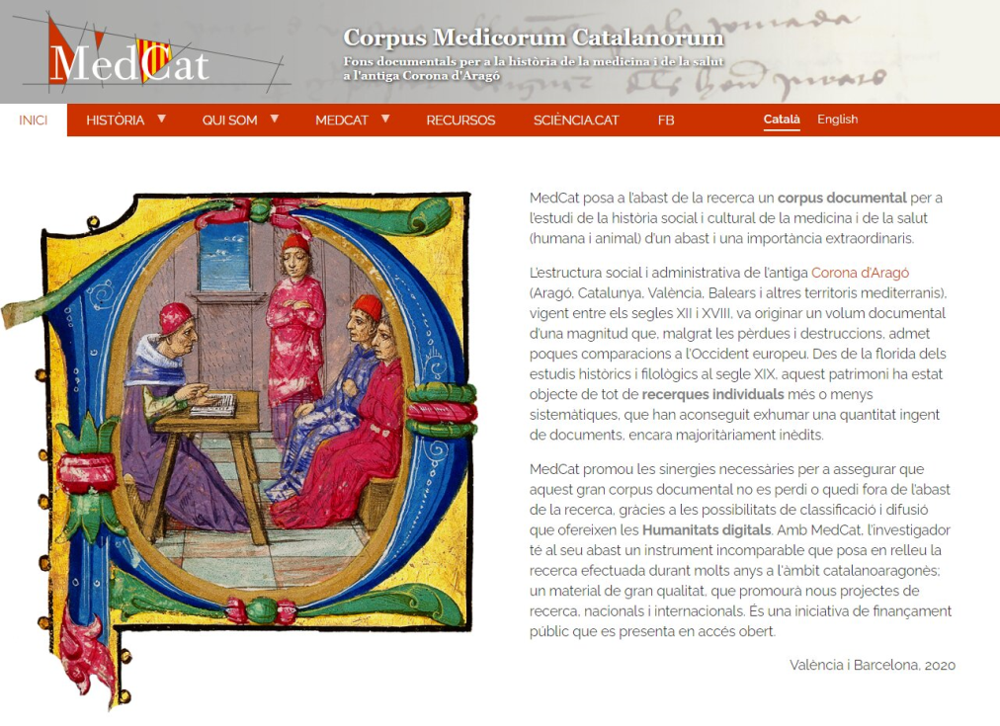 MedCat
Corpus Medicorum Catalanorum
Fons documentals per a la història de la medicina i de la salut
a l'antiga Corona d'Aragó
INICI HISTÒRIA ▼ QUI SOM ▼ MEDCAT ▼ RECURSOS SCIÈNCIA.CAT FB Català English
MedCat posa a l'abast de la recerca un corpus documental per a
l'estudi de la història social i cultural de la medicina i de la salut
(humana i animal) d'un abast i una importància extraordinaris.
L'estructura social i administrativa de l'antiga Corona d'Aragó
(Aragó, Catalunya, València, Balears i altres territoris mediterranis),
vigent entre els segles XII i XVIII, va originar un volum documental
d'una magnitud que, malgrat les pèrdues i destruccions, admet
poques comparacions a l'Occident europeu. Des de la florida dels
estudis històrics i filològics al segle XIX, aquest patrimoni ha estat
objecte de tot de recerques individuals més o menys
sistemàtiques, que han aconseguit exhumar una quantitat ingent
de documents, encara majoritàriament inèdits.
MedCat promou les sinergies necessàries per a assegurar que
aquest gran corpus documental no es perdi o quedi fora de l'abast
de la recerca, gràcies a les possibilitats de classificació i difusió
que ofereixen les Humanitats digitals. Amb MedCat, l'investigador
té al seu abast un instrument incomparable que posa en relleu la
recerca efectuada durant molts anys a l'àmbit catalanoaragonès;
un material de gran qualitat, que promourà nous projectes de
recerca, nacionals i internacionals. És una iniciativa de finançament
públic que es presenta en accés obert.
València i Barcelona, 2020